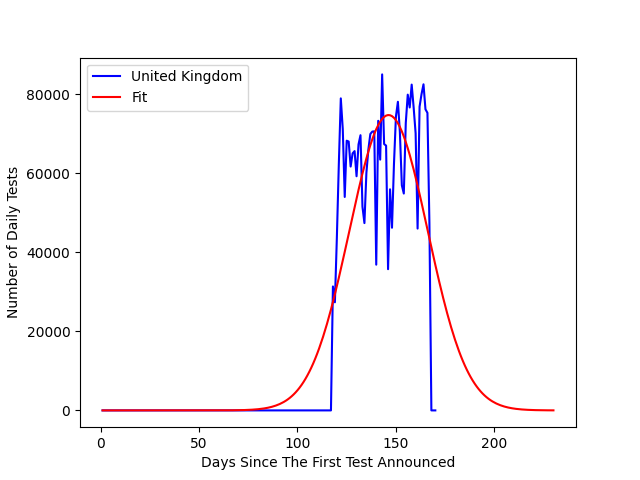 United Kingdom
Fit
80000
60000
40000
20000
0
Number of Daily Tests
0 50 100 150 200
Days Since The First Test Announced